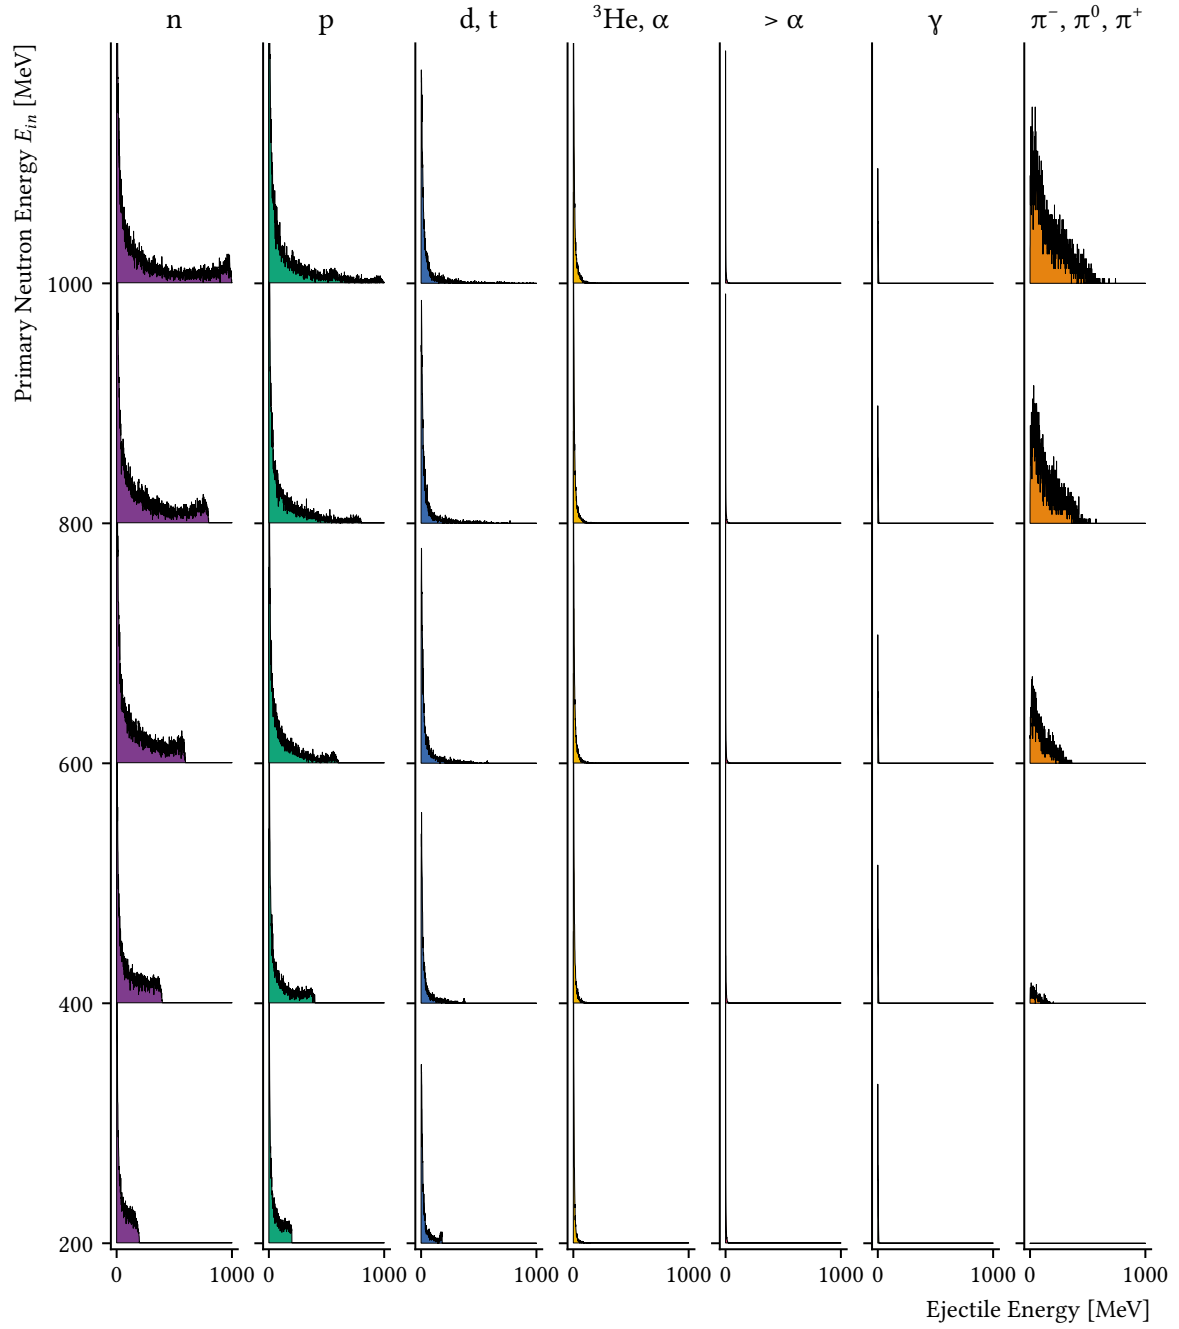 n p d, t ³He, α > α γ π⁻, π⁰, π⁺
Primary Neutron Energy E_in [MeV]
1000
800
600
400
200
0 1000 0 1000 0 1000 0 1000 0 1000 0 1000 0 1000
Ejectile Energy [MeV]